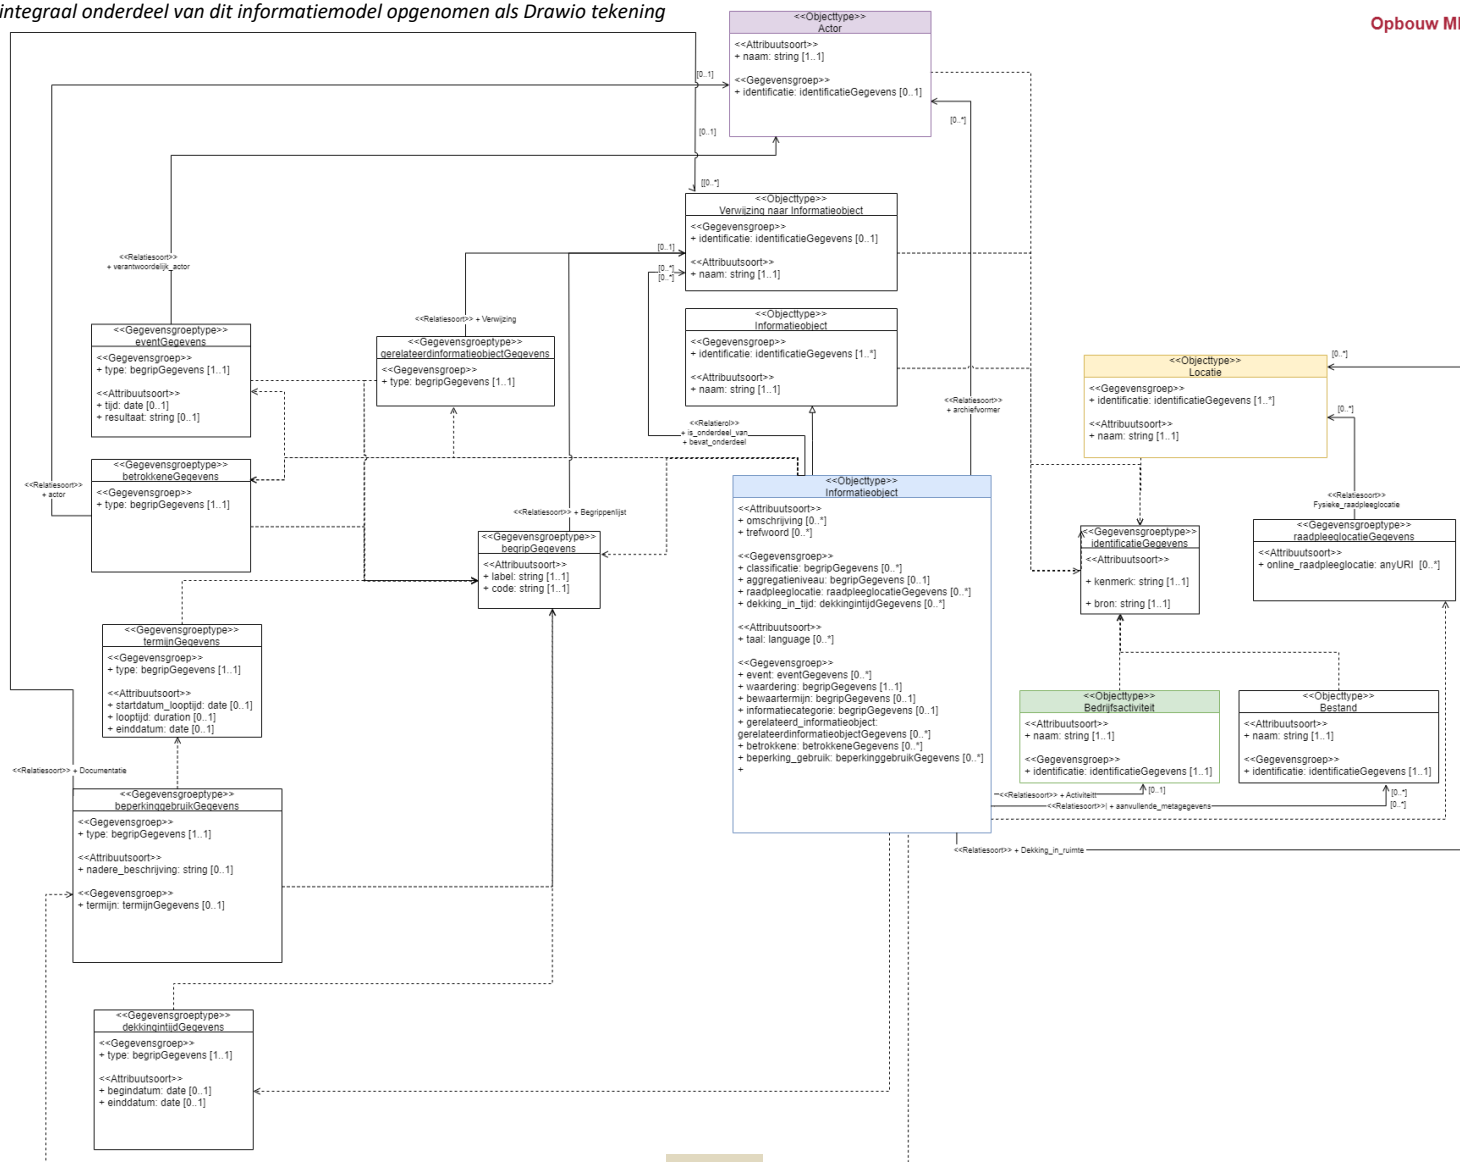 integraal onderdeel van dit informatiemodel opgenomen als Drawio tekening
Opbouw
<<Objecttype>>
Actor
<<Attribuutsoort>>
+ naam: string [1..1]
<<Gegevensgroep>>
+ identificatie: identificatieGegevens [0..1]
[0..1]
[0..1]
[0..*]
[[0..*]
<<Objecttype>>
Verwijzing naar Informatieobject
<<Gegevensgroep>>
+ identificatie: identificatieGegevens [0..1]
<<Attribuutsoort>>
+ naam: string [1..1]
[0..1]
[0..*]
[0..*]
<<Relatiesoort>>
+ verantwoordelijk_actor
<<Relatiesoort>> + Verwijzing
<<Objecttype>>
Informatieobject
<<Gegevensgroep>>
+ identificatie: identificatieGegevens [1..*]
<<Attribuutsoort>>
+ naam: string [1..1]
<<Gegevensgroeptype>>
eventGegevens
<<Gegevensgroep>>
+ type: begripGegevens [1..1]
<<Attribuutsoort>>
+ tijd: date [0..1]
+ resultaat: string [0..1]
<<Gegevensgroeptype>>
gerelateerdinformatieobjectGegevens
<<Gegevensgroep>>
+ type: begripGegevens [1..1]
<<Objecttype>>
Locatie
<<Gegevensgroep>>
+ identificatie: identificatieGegevens [1..*]
<<Attribuutsoort>>
+ naam: string [1..1]
[0..*]
[0..*]
<<Relatiesoort>>
+ archiefvormer
<<Relatierol>>
+ is_onderdeel_van
+ bevat_onderdeel
<<Gegevensgroeptype>>
betrokkeneGegevens
<<Gegevensgroep>>
+ type: begripGegevens [1..1]
<<Relatiesoort>>
+ actor
<<Relatiesoort>> + Begrippenlijst
<<Gegevensgroeptype>>
begripGegevens
<<Attribuutsoort>>
+ label: string [1..1]
+ code: string [1..1]
<<Objecttype>>
Informatieobject
<<Attribuutsoort>>
+ omschrijving [0..*]
+ trefwoord [0..*]
<<Gegevensgroep>>
+ classificatie: begripGegevens [0..*]
+ aggregatieniveau: begripGegevens [0..1]
+ raadpleeglocatie: raadpleeglocatieGegevens [0..*]
+ dekking_in_tijd: dekkingintijdGegevens [0..*]
<<Attribuutsoort>>
+ taal: language [0..*]
<<Gegevensgroep>>
+ event: eventGegevens [0..*]
+ waardering: begripGegevens [1..1]
+ bewaartermijn: begripGegevens [0..1]
+ informatiecategorie: begripGegevens [0..1]
+ gerelateerd_informatieobject:
gerelateerdinformatieobjectGegevens [0..*]
+ betrokkene: betrokkeneGegevens [0..*]
+ beperking_gebruik: beperkinggebruikGegevens [0..*]
+
<<Relatiesoort>>
Fysieke_raadpleeglocatie
<<Gegevensgroeptype>>
identificatieGegevens
<<Attribuutsoort>>
+ kenmerk: string [1..1]
+ bron: string [1..1]
<<Gegevensgroeptype>>
raadpleeglocatieGegevens
<<Attribuutsoort>>
+ online_raadpleeglocatie: anyURI [0..*]
<<Gegevensgroeptype>>
termijnGegevens
<<Gegevensgroep>>
+ type: begripGegevens [1..1]
<<Attribuutsoort>>
+ startdatum_looptijd: date [0..1]
+ looptijd: duration [0..1]
+ einddatum: date [0..1]
<<Objecttype>>
Bedrijfsactiviteit
<<Attribuutsoort>>
+ naam: string [1..1]
<<Gegevensgroep>>
+ identificatie: identificatieGegevens [1..*]
<<Objecttype>>
Bestand
<<Attribuutsoort>>
+ naam: string [1..1]
<<Gegevensgroep>>
+ identificatie: identificatieGegevens [1..1]
<<Relatiesoort>> + Documentatie
<<Relatiesoort>> + Activiteitt
[0..1]
[0..*]
<<Relatiesoort>| + aanvullende_metagegevens
[0..*]
<<Relatiesoort>> + Dekking_in_ruimte
<<Gegevensgroeptype>>
beperkinggebruikGegevens
<<Gegevensgroep>>
+ type: begripGegevens [1..1]
<<Attribuutsoort>>
+ nadere_beschrijving: string [0..1]
<<Gegevensgroep>>
+ termijn: termijnGegevens [0..1]
<<Gegevensgroeptype>>
dekkingintijdGegevens
<<Gegevensgroep>>
+ type: begripGegevens [1..1]
<<Attribuutsoort>>
+ begindatum: date [0..1]
+ einddatum: date [0..1]